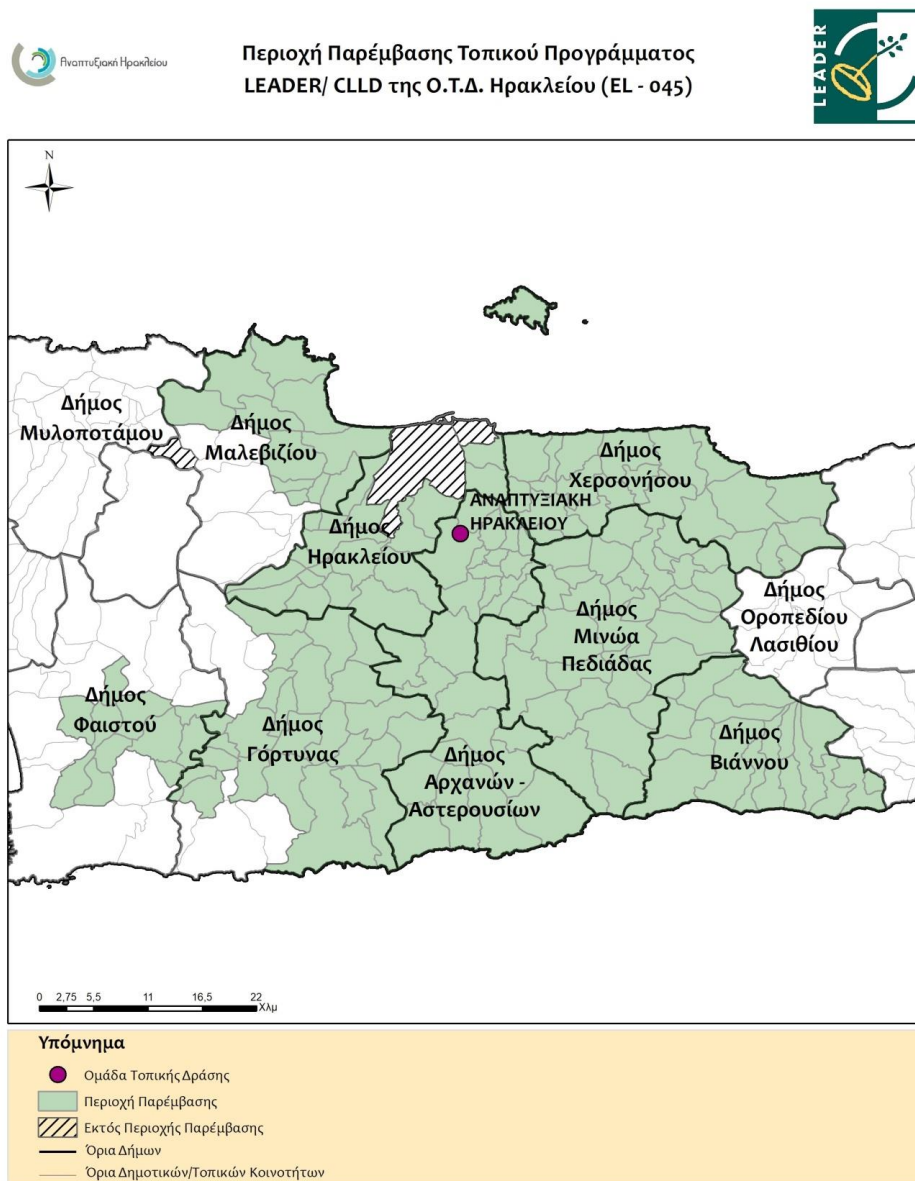 Αναπτυξιακή Ηρακλείου
Περιοχή Παρέμβασης Τοπικού Προγράμματος
LEADER/ CLLD της Ο.Τ.Δ. Ηρακλείου (EL - 045)
LEADER
N
Δήμος
Μυλοποτάμου
Δήμος
Μαλεβιζίου
Δήμος
Χερσονήσου
ΑΝΑΠΤΥΞΙΑΚΗ
ΗΡΑΚΛΕΙΟΥ
Δήμος
Ηρακλείου
Δήμος
Μινώα
Πεδιάδας
Δήμος
Οροπεδίου
Λασιθίου
Δήμος
Φαιστού
Δήμος
Γόρτυνας
Δήμος
Αρχανών -
Αστερουσίων
Δήμος
Βιάννου
0 2,75 5,5 11 16,5 22
Χλμ
Υπόμνημα
Ομάδα Τοπικής Δράσης
Περιοχή Παρέμβασης
Εκτός Περιοχής Παρέμβασης
Όρια Δήμων
Όρια Δημοτικών/Τοπικών Κοινοτήτων